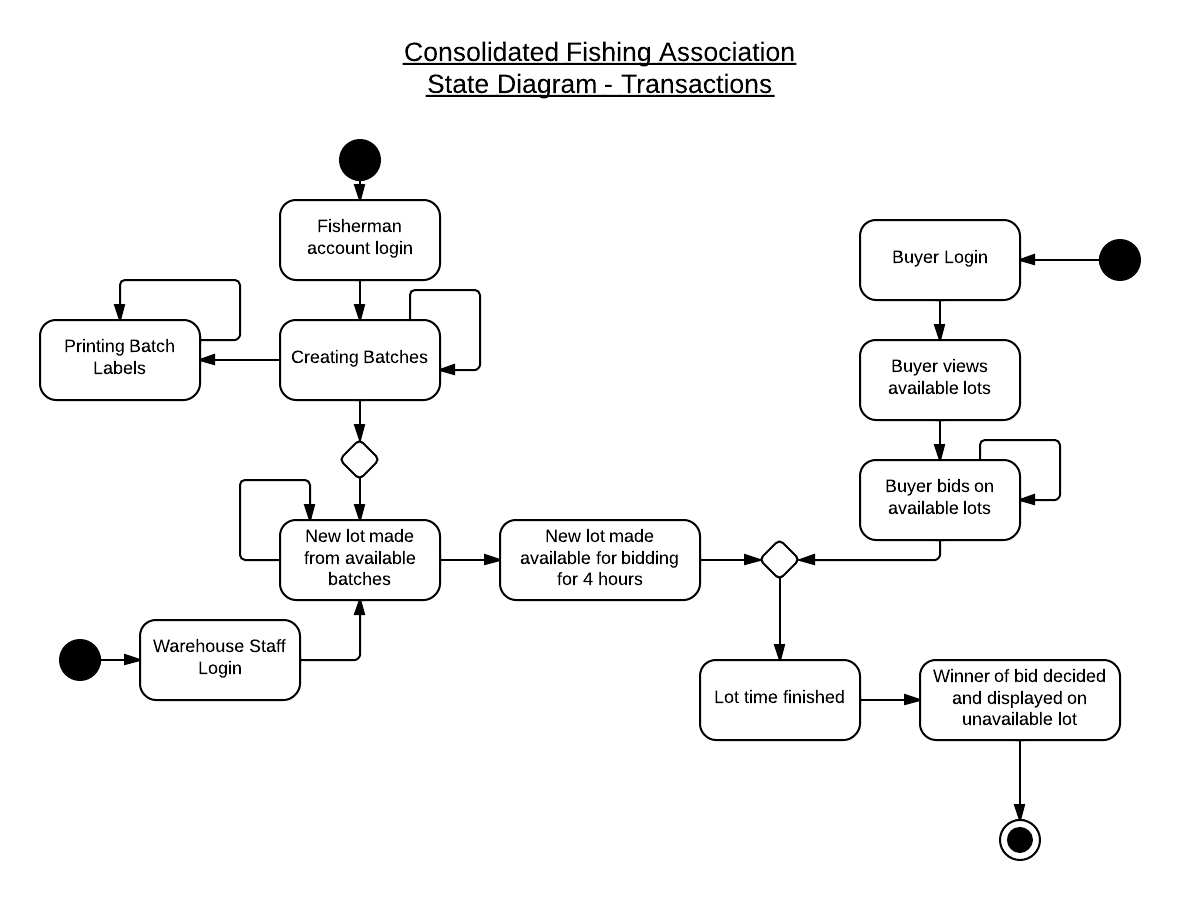 Consolidated Fishing Association
State Diagram - Transactions
Fisherman
account login
Buyer Login
Printing Batch
Labels
Creating Batches
Buyer views
available lots
Buyer bids on
available lots
New lot made
from available
batches
New lot made
available for bidding
for 4 hours
Warehouse Staff
Login
Lot time finished
Winner of bid decided
and displayed on
unavailable lot